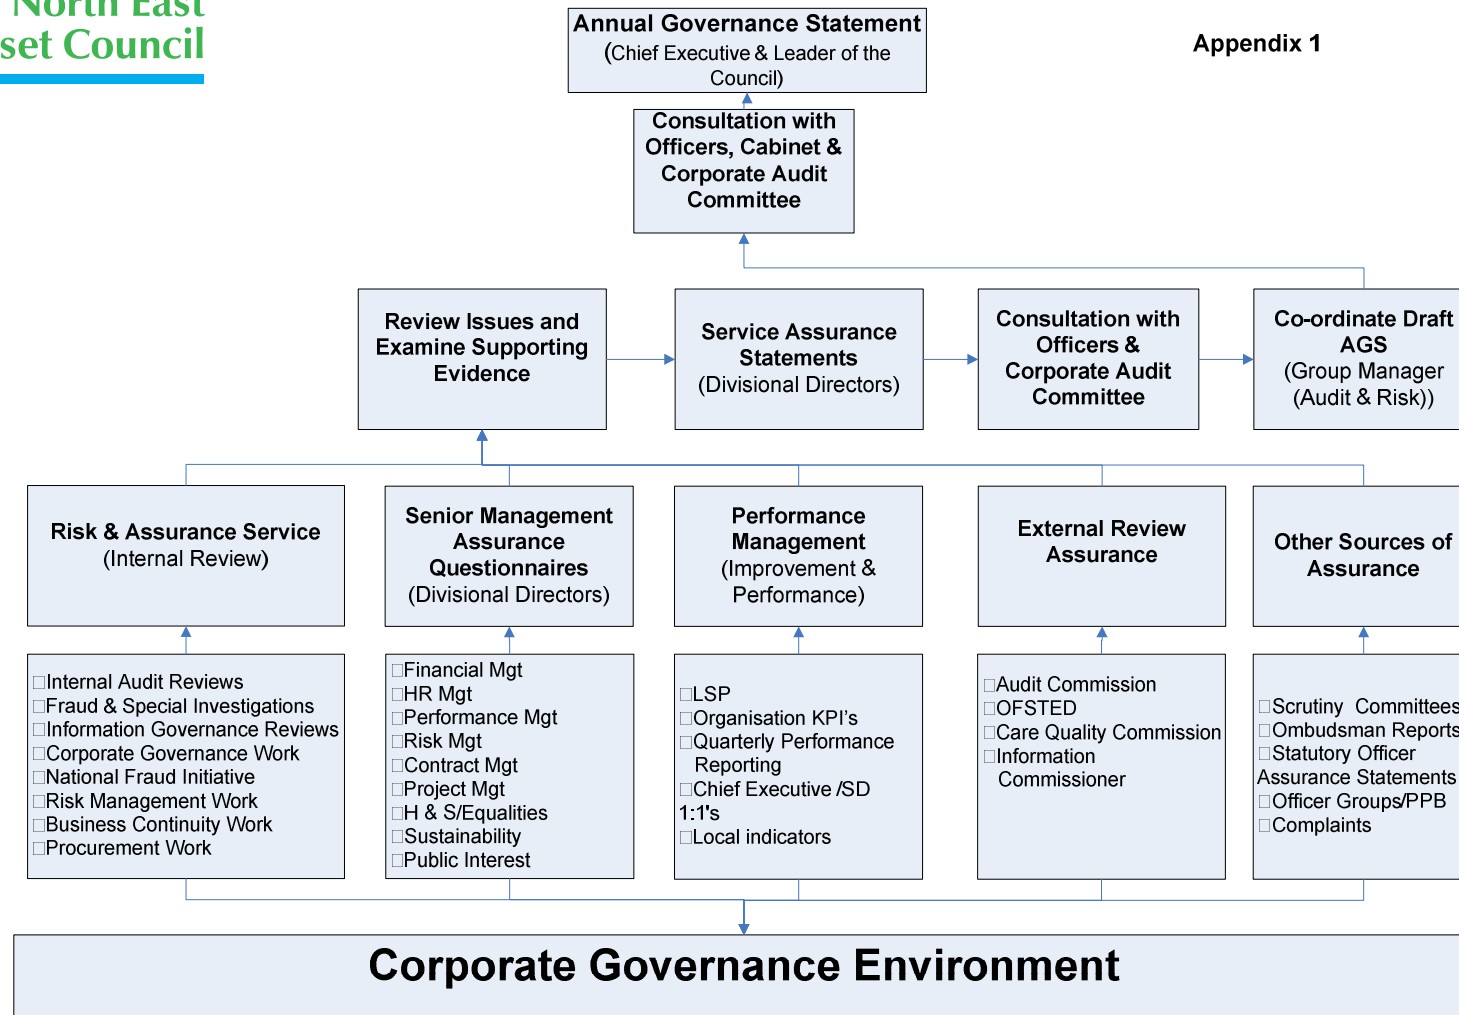 North East
set Council
Appendix 1
Annual Governance Statement
(Chief Executive & Leader of the
Council)
Consultation with
Officers, Cabinet &
Corporate Audit
Committee
Review Issues and
Examine Supporting
Evidence
Service Assurance
Statements
(Divisional Directors)
Consultation with
Officers &
Corporate Audit
Committee
Co-ordinate Draft
AGS
(Group Manager
(Audit & Risk))
Risk & Assurance Service
(Internal Review)
Senior Management
Assurance
Questionnaires
(Divisional Directors)
Performance
Management
(Improvement &
Performance)
External Review
Assurance
Other Sources of
Assurance
□Internal Audit Reviews
□Fraud & Special Investigations
□Information Governance Reviews
□Corporate Governance Work
□National Fraud Initiative
□Risk Management Work
□Business Continuity Work
□Procurement Work
□Financial Mgt
□HR Mgt
□Performance Mgt
□Risk Mgt
□Contract Mgt
□Project Mgt
□H & S/Equalities
□Sustainability
□Public Interest
□LSP
□Organisation KPI's
□Quarterly Performance
Reporting
□Chief Executive /SD
1:1's
□Local indicators
□Audit Commission
□OFSTED
□Care Quality Commission
□Information
Commissioner
□Scrutiny Committees
□Ombudsman Reports
□Statutory Officer
Assurance Statements
□Officer Groups/PPB
□Complaints
Corporate Governance Environment